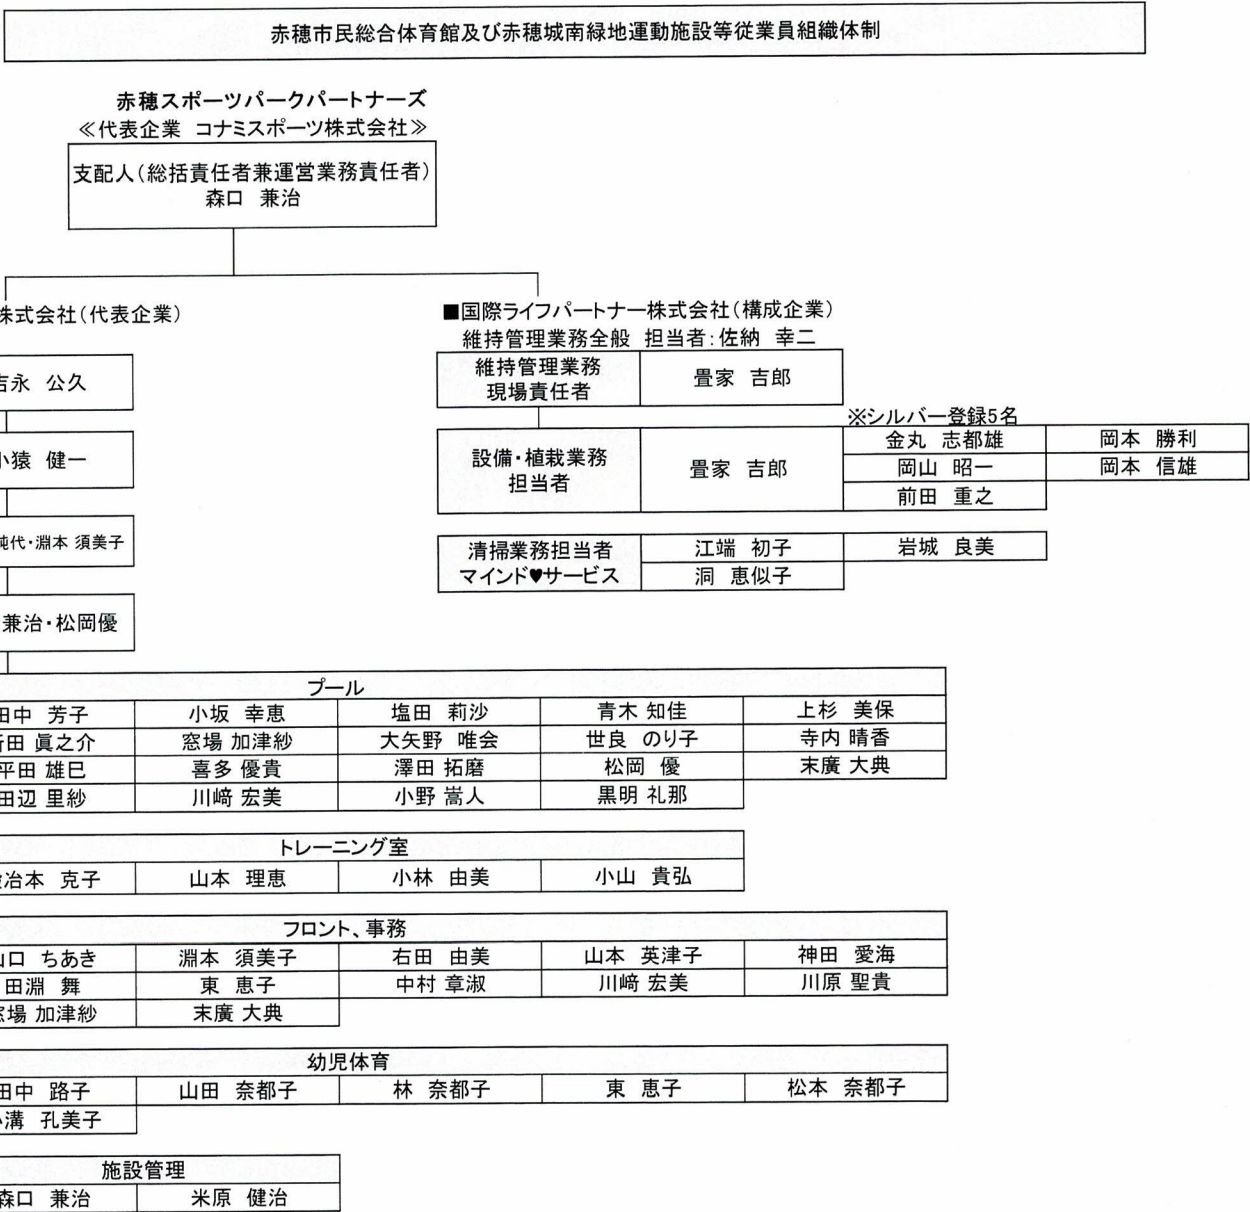 赤穂市民総合体育館及び赤穂城南緑地運動施設等従業員組織体制
赤穂スポーツパークパートナーズ
≪代表企業 コナミスポーツ株式会社≫
支配人(総括責任者兼運営業務責任者)
森口 兼治
株式会社(代表企業)
吉永 公久
小猿 健一
純代・淵本 須美子
兼治・松岡優
■国際ライフパートナー株式会社(構成企業)
維持管理業務全般 担当者:佐納 幸二
維持管理業務
現場責任者
畳家 吉郎
※シルバー登録5名
設備・植栽業務
担当者
畳家 吉郎
金丸 志都雄 岡本 勝利
岡山 昭一 岡本 信雄
前田 重之
清掃業務担当者
マインド♥サービス
江端 初子 岩城 良美
洞 恵似子
プール
田中 芳子 小坂 幸恵 塩田 莉沙 青木 知佳 上杉 美保
田 眞之介 窓場 加津紗 大矢野 唯会 世良 のり子 寺内 晴香
平田 雄巳 喜多 優貴 澤田 拓磨 松岡 優 末廣 大典
田辺 里紗 川﨑 宏美 小野 嵩人 黒明 礼那
トレーニング室
冶本 克子 山本 理恵 小林 由美 小山 貴弘
フロント、事務
山口 ちあき 淵本 須美子 右田 由美 山本 英津子 神田 愛海
田淵 舞 東 恵子 中村 章淑 川﨑 宏美 川原 聖貴
窓場 加津紗 末廣 大典
幼児体育
田中 路子 山田 奈都子 林 奈都子 東 恵子 松本 奈都子
溝 孔美子
施設管理
森口 兼治 米原 健治